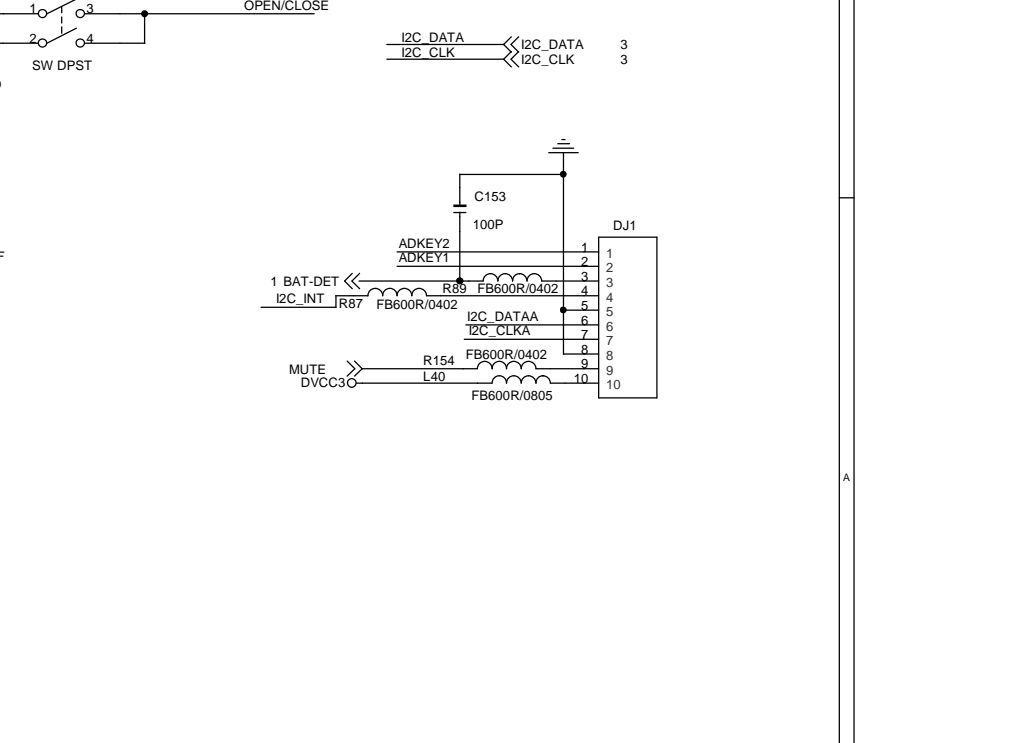 OPEN/CLOSE
1 3
2 4
SW DPST
I2C_DATA I2C_DATA 3
I2C_CLK I2C_CLK 3
C153
100P
DJ1
ADKEY2 1 1
ADKEY1 2 2
1 BAT-DET R89 FB600R/0402 3 3
I2C_INT R87 FB600R/0402 4 4
5 5
I2C_DATAA 6 6
I2C_CLKA 7 7
8 8
MUTE R154 FB600R/0402 9 9
DVCC3 L40 10 10
FB600R/0805
A